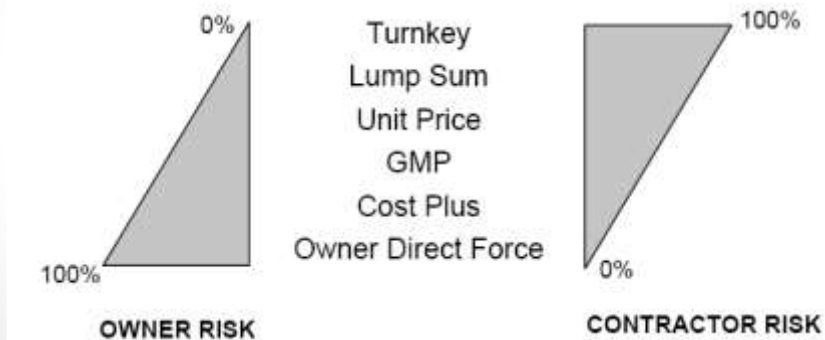 0%
100%
Turnkey
Lump Sum
Unit Price
GMP
Cost Plus
Owner Direct Force
100%
0%
OWNER RISK
CONTRACTOR RISK